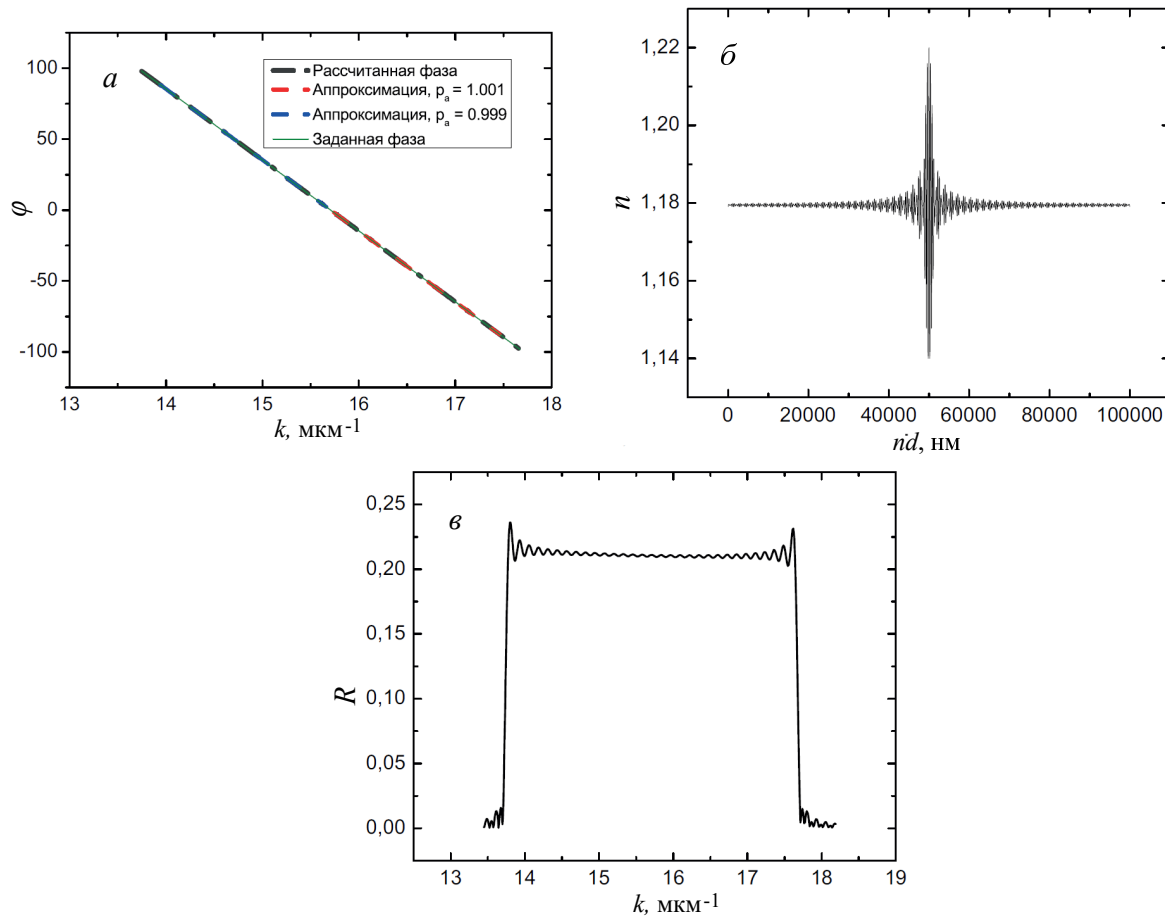 а
100
50
0
-50
-100
φ
Рассчитанная фаза
Аппроксимация, pa = 1.001
Аппроксимация, pa = 0.999
Заданная фаза
13 14 15 16 17 18
k, мкм-1
б
1,22
1,20
1,18
1,16
1,14
n
0 20000 40000 60000 80000 100000
n·d, нм
в
0,25
0,20
0,15
0,10
0,05
0,00
R
13 14 15 16 17 18 19
k, мкм-1